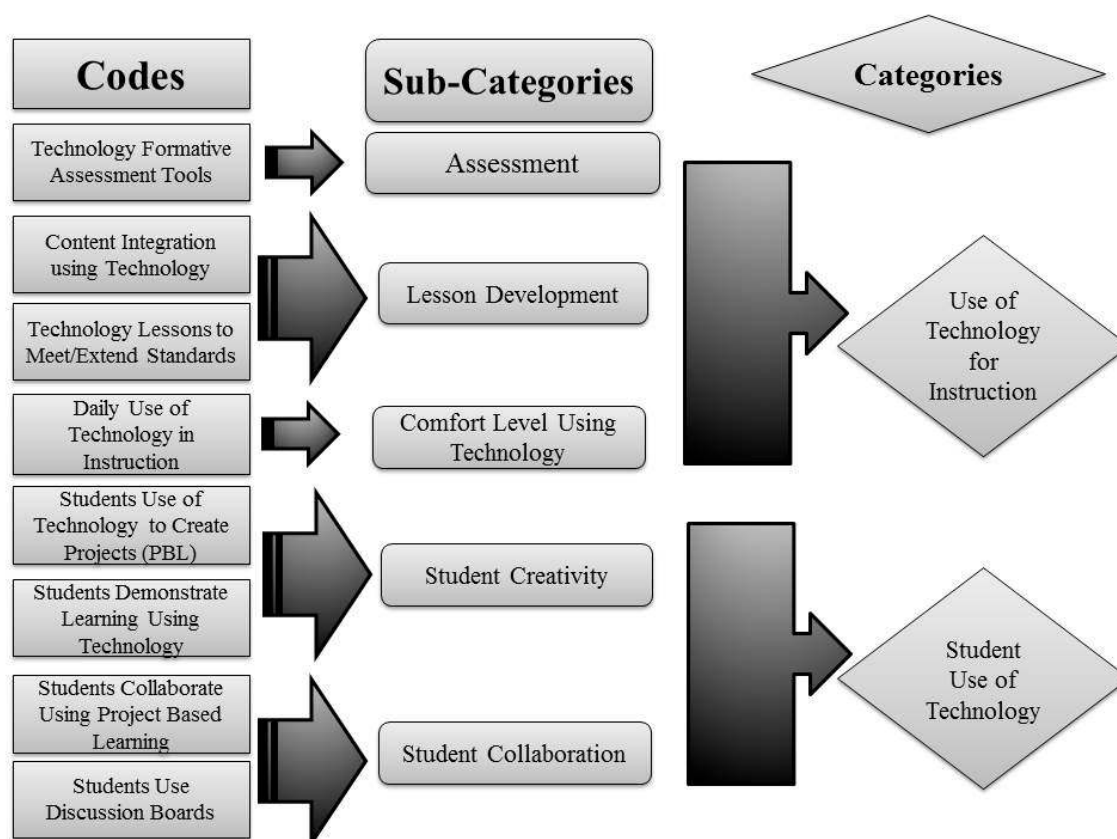 Codes
Sub-Categories
Categories
Technology Formative
Assessment Tools
Assessment
Content Integration
using Technology
Lesson Development
Technology Lessons to
Meet/Extend Standards
Use of
Technology
for
Instruction
Daily Use of
Technology in
Instruction
Comfort Level Using
Technology
Students Use of
Technology to Create
Projects (PBL)
Student Creativity
Students Demonstrate
Learning Using
Technology
Student
Use of
Technology
Students Collaborate
Using Project Based
Learning
Student Collaboration
Students Use
Discussion Boards